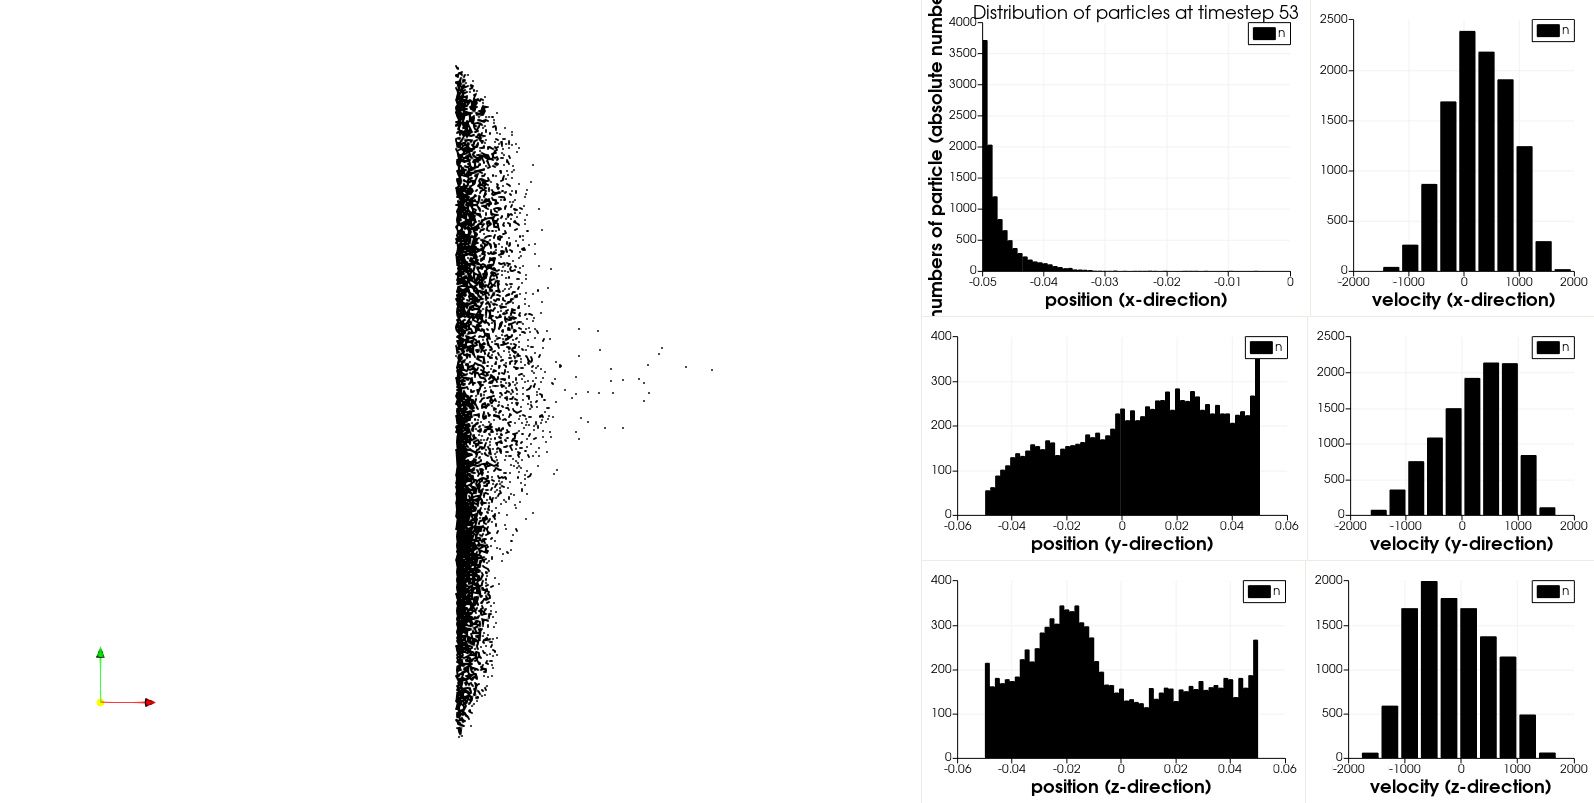 Distribution of particles at timestep 53
numbers of particle (absolute numbe
4000
3500
3000
2500
2000
1500
1000
500
0
n
-0.05 -0.04 -0.03 -0.02 -0.01 0
position (x-direction)
2500
2000
1500
1000
500
0
n
-2000 -1000 0 1000 2000
velocity (x-direction)
400
300
200
100
0
n
-0.06 -0.04 -0.02 0 0.02 0.04 0.06
position (y-direction)
2500
2000
1500
1000
500
0
n
-2000 -1000 0 1000 2000
velocity (y-direction)
400
300
200
100
0
n
-0.06 -0.04 -0.02 0 0.02 0.04 0.06
position (z-direction)
2000
1500
1000
500
0
n
-2000 -1000 0 1000 2000
velocity (z-direction)